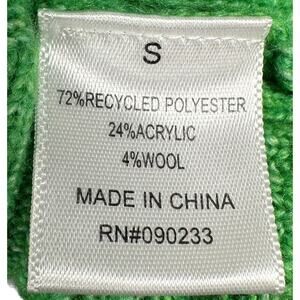 S
72%RECYCLED POLYESTER
24%ACRYLIC
4%WOOL
MADE IN CHINA
RN#090233